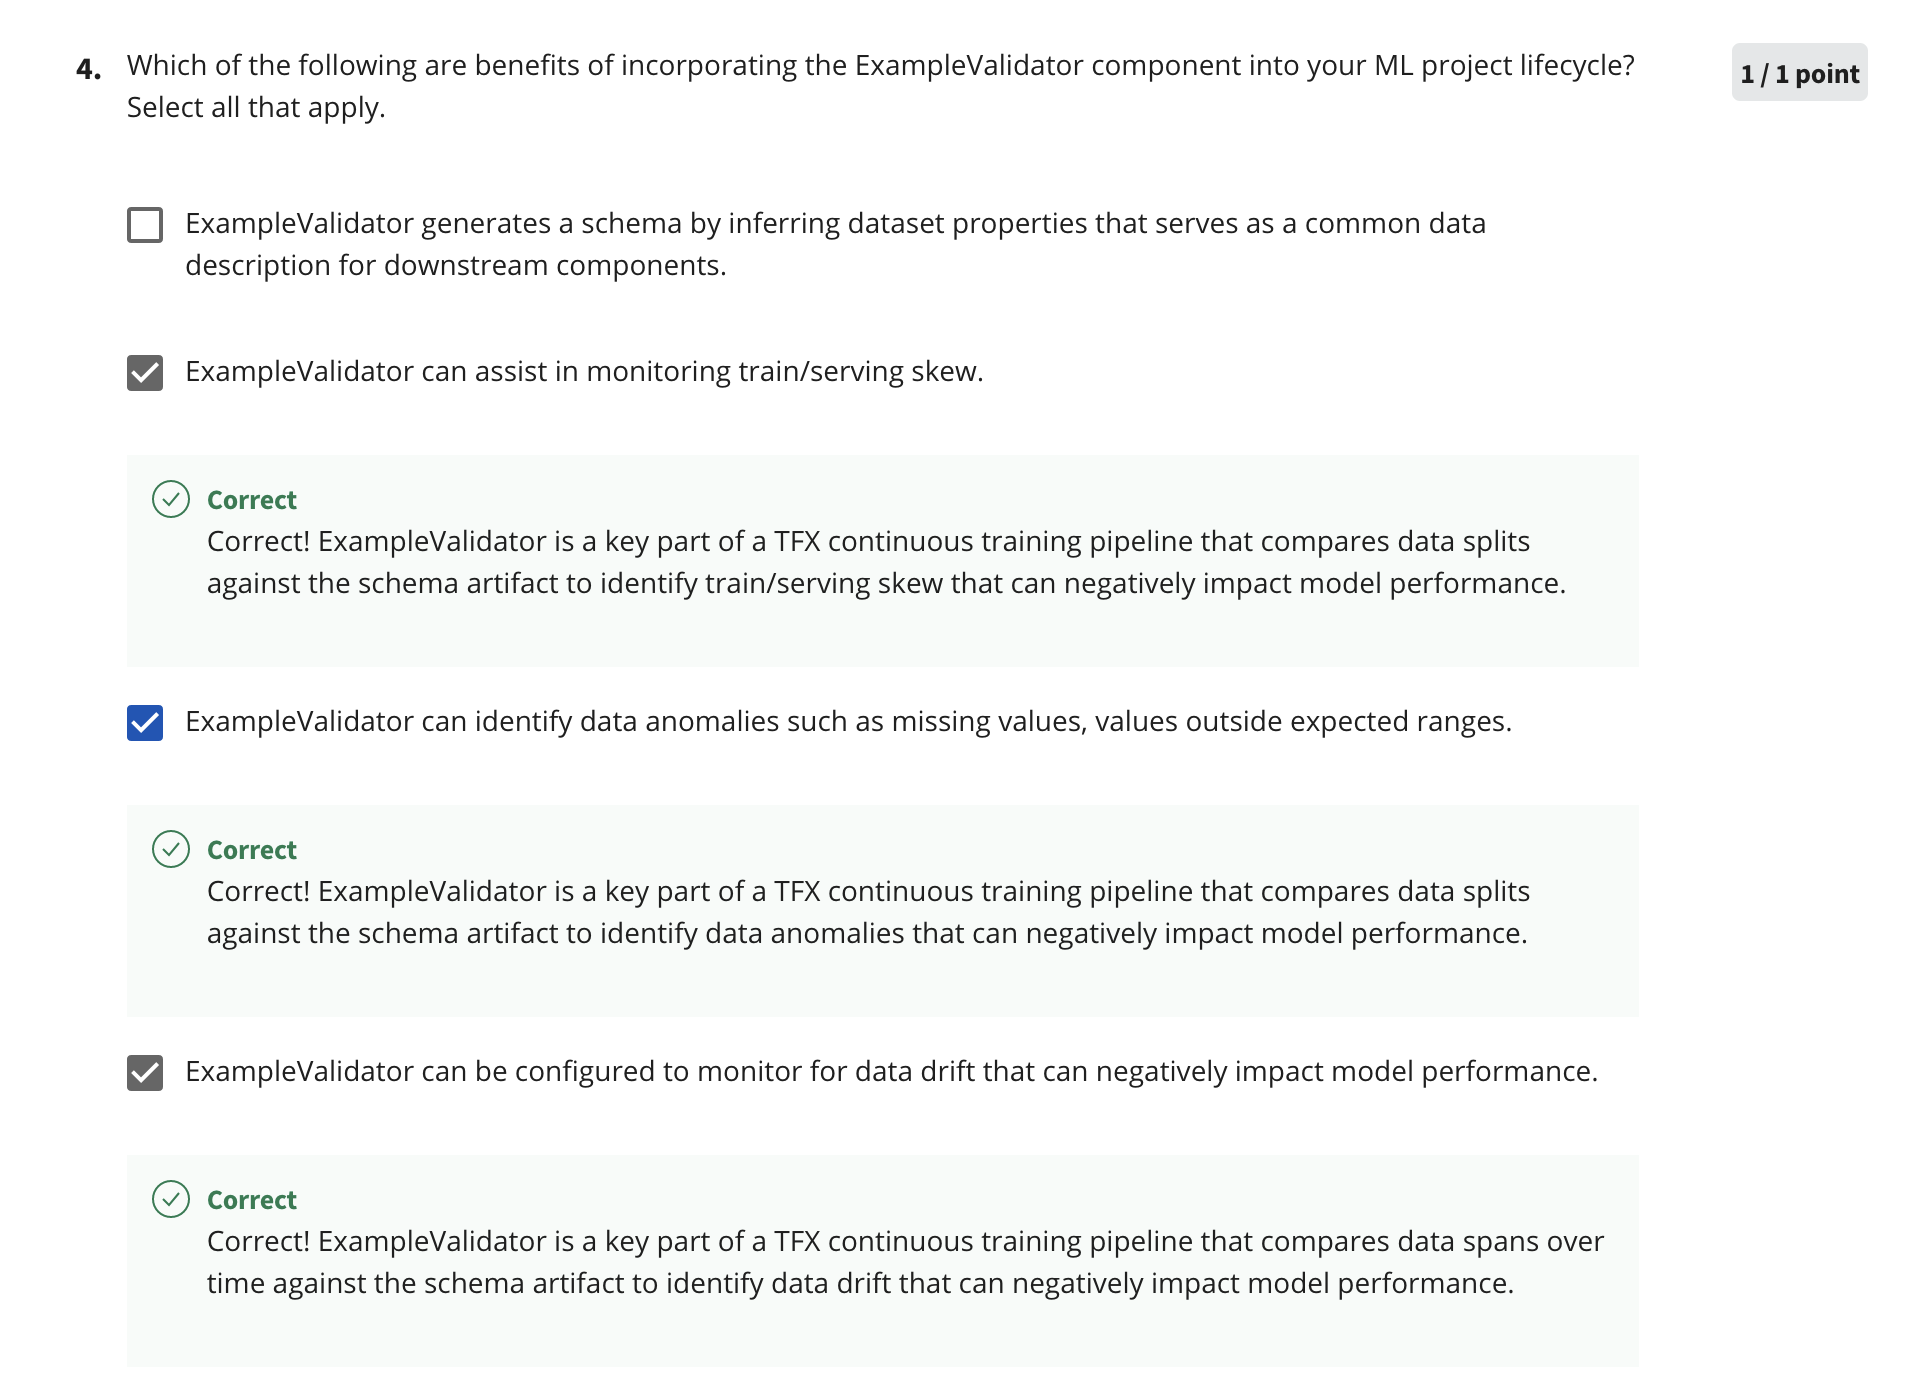 4. Which of the following are benefits of incorporating the ExampleValidator component into your ML project lifecycle?
Select all that apply.
1 / 1 point
ExampleValidator generates a schema by inferring dataset properties that serves as a common data
description for downstream components.
ExampleValidator can assist in monitoring train/serving skew.
Correct
Correct! ExampleValidator is a key part of a TFX continuous training pipeline that compares data splits
against the schema artifact to identify train/serving skew that can negatively impact model performance.
ExampleValidator can identify data anomalies such as missing values, values outside expected ranges.
Correct
Correct! ExampleValidator is a key part of a TFX continuous training pipeline that compares data splits
against the schema artifact to identify data anomalies that can negatively impact model performance.
ExampleValidator can be configured to monitor for data drift that can negatively impact model performance.
Correct
Correct! ExampleValidator is a key part of a TFX continuous training pipeline that compares data spans over
time against the schema artifact to identify data drift that can negatively impact model performance.